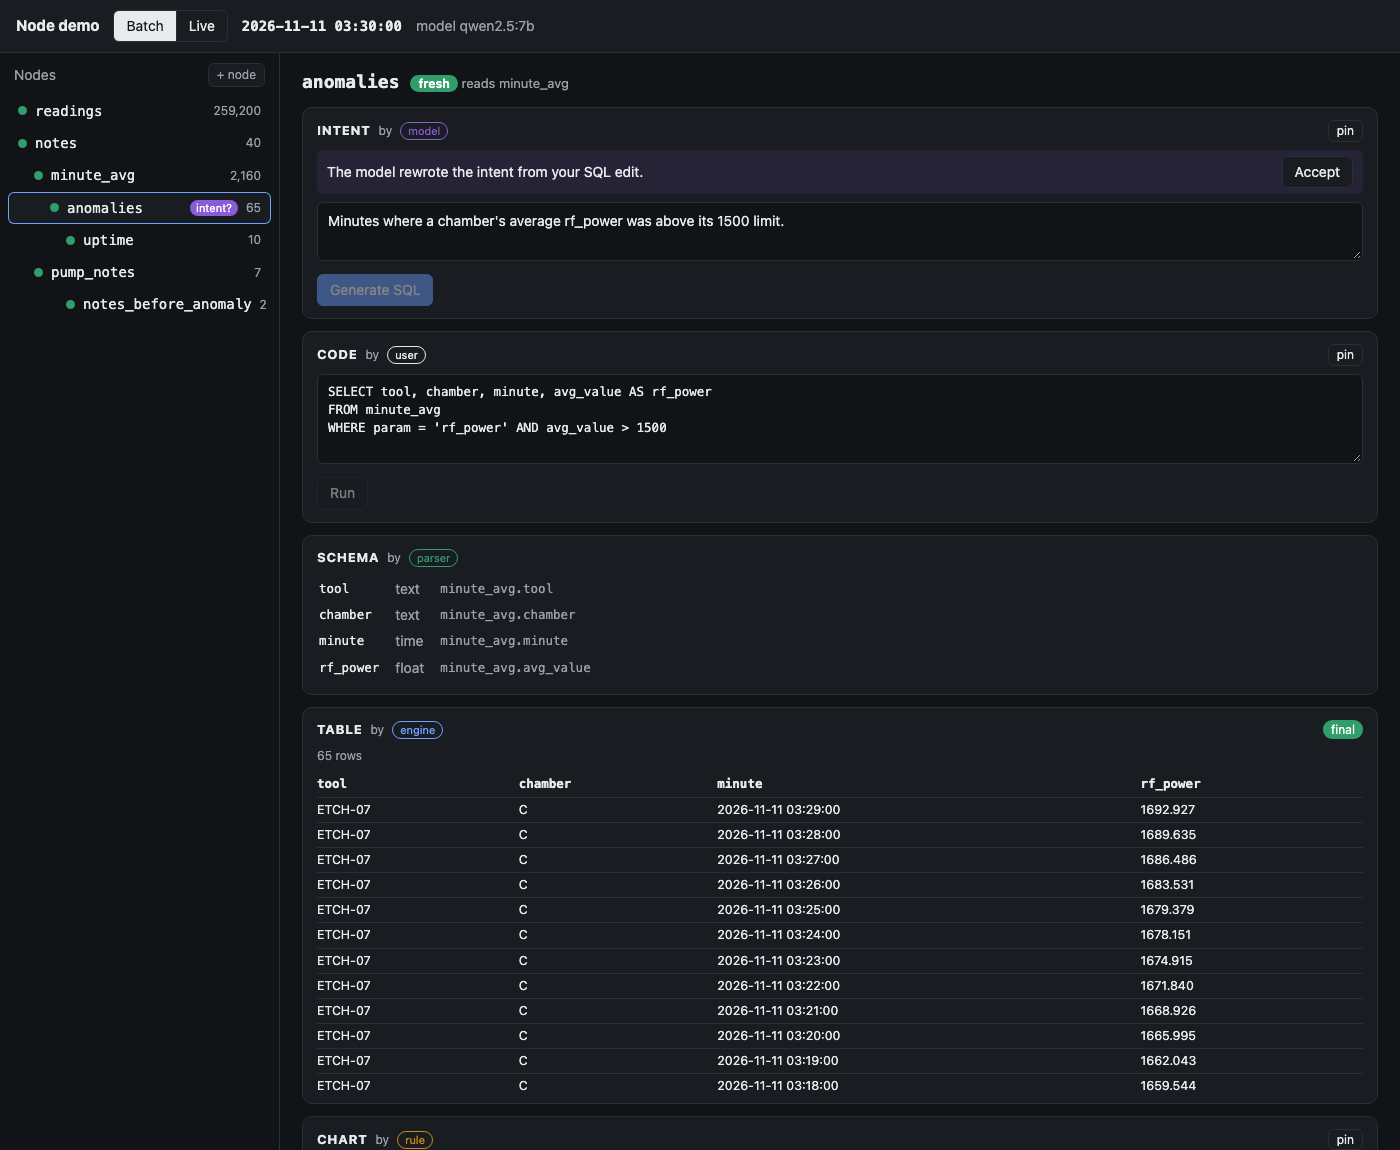 Node demo Batch Live 2026-11-11 03:30:00 model qwen2.5:7b
Nodes + node
readings 259,200
notes 40
minute_avg 2,160
anomalies intent? 65
uptime 10
pump_notes 7
notes_before_anomaly 2
anomalies fresh reads minute_avg
INTENT by model pin
The model rewrote the intent from your SQL edit. Accept
Minutes where a chamber's average rf_power was above its 1500 limit.
Generate SQL
CODE by user pin
SELECT tool, chamber, minute, avg_value AS rf_power
FROM minute_avg
WHERE param = 'rf_power' AND avg_value > 1500
Run
SCHEMA by parser
tool text minute_avg.tool
chamber text minute_avg.chamber
minute time minute_avg.minute
rf_power float minute_avg.avg_value
TABLE by engine final
65 rows
tool chamber minute rf_power
ETCH-07 C 2026-11-11 03:29:00 1692.927
ETCH-07 C 2026-11-11 03:28:00 1689.635
ETCH-07 C 2026-11-11 03:27:00 1686.486
ETCH-07 C 2026-11-11 03:26:00 1683.531
ETCH-07 C 2026-11-11 03:25:00 1679.379
ETCH-07 C 2026-11-11 03:24:00 1678.151
ETCH-07 C 2026-11-11 03:23:00 1674.915
ETCH-07 C 2026-11-11 03:22:00 1671.840
ETCH-07 C 2026-11-11 03:21:00 1668.926
ETCH-07 C 2026-11-11 03:20:00 1665.995
ETCH-07 C 2026-11-11 03:19:00 1662.043
ETCH-07 C 2026-11-11 03:18:00 1659.544
CHART by rule pin